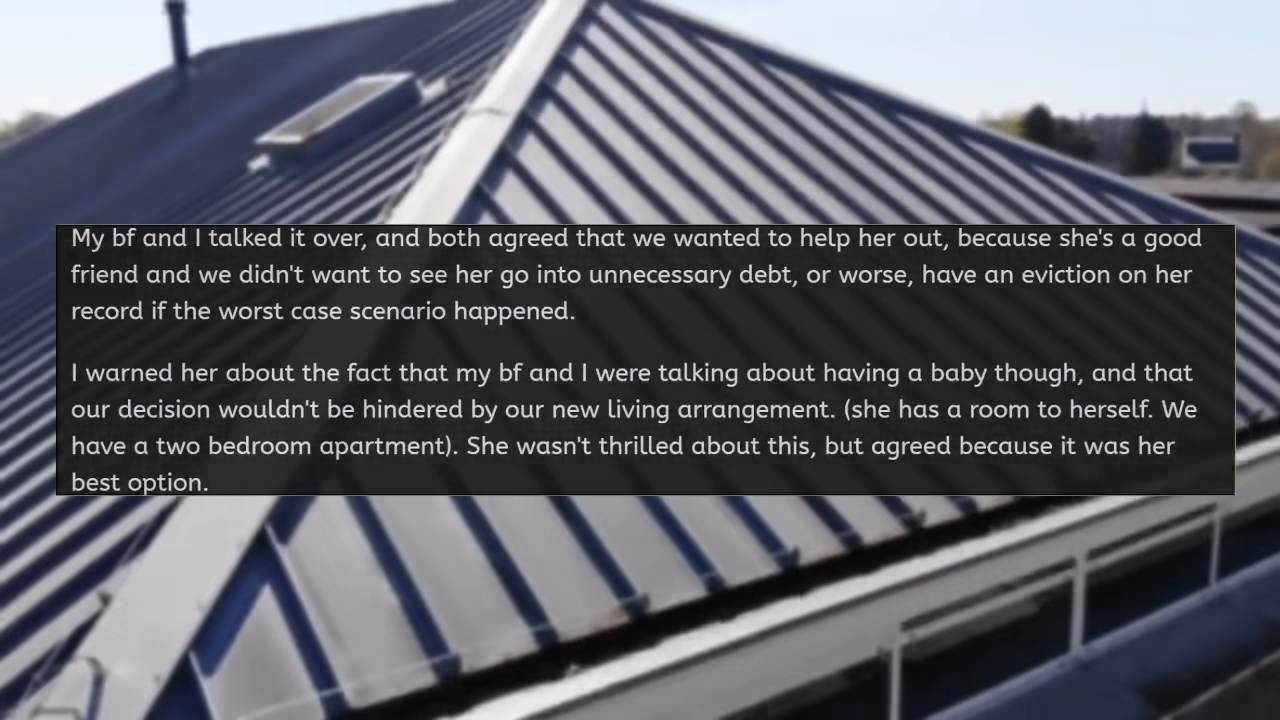 My bf and I talked it over, and both agreed that we wanted to help her out, because she's a good
friend and we didn't want to see her go into unnecessary debt, or worse, have an eviction on her
record if the worst case scenario happened.
I warned her about the fact that my bf and I were talking about having a baby though, and that
our decision wouldn't be hindered by our new living arrangement. (she has a room to herself. We
have a two bedroom apartment). She wasn't thrilled about this, but agreed because it was her
best option.